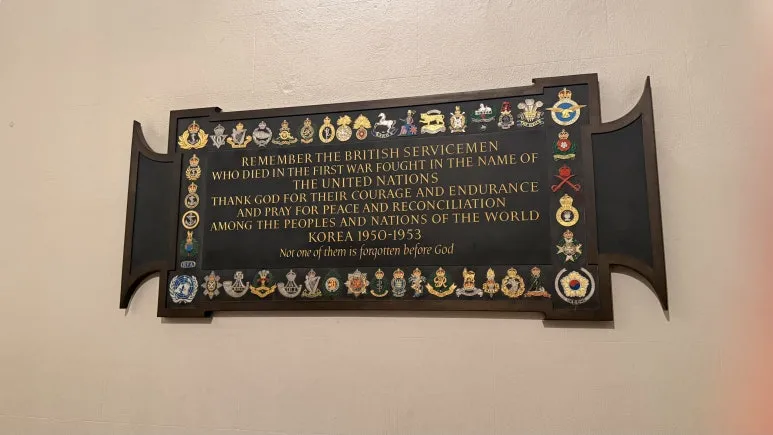 REMEMBER THE BRITISH SERVICEMEN
WHO DIED IN THE FIRST WAR FOUGHT IN THE NAME OF
THE UNITED NATIONS
THANK GOD FOR THEIR COURAGE AND ENDURANCE
AND PRAY FOR PEACE AND RECONCILIATION
AMONG THE PEOPLES AND NATIONS OF THE WORLD
KOREA 1950-1953
Not one of them is forgotten before God